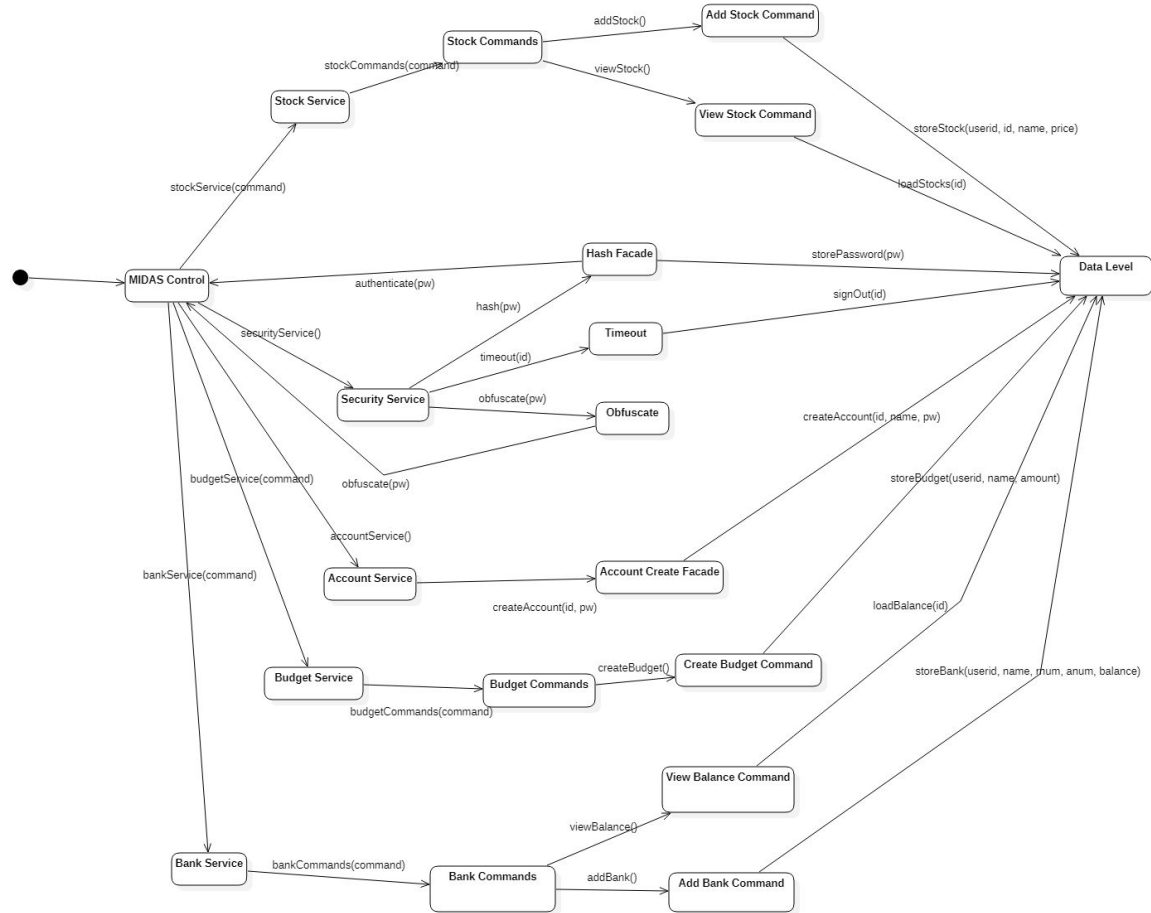 Add Stock Command
addStock()
Stock Commands
stockCommands(command)
viewStock()
Stock Service
View Stock Command
storeStock(userid, id, name, price)
stockService(command)
loadStocks(id)
Hash Facade
storePassword(pw)
MIDAS Control
authenticate(pw)
Data Level
signOut(id)
hash(pw)
securityService()
Timeout
timeout(id)
Security Service
obfuscate(pw)
Obfuscate
createAccount(id, name, pw)
budgetService(command)
obfuscate(pw)
storeBudget(userid, name, amount)
accountService()
bankService(command)
Account Service
Account Create Facade
createAccount(id, pw)
loadBalance(id)
Budget Service
Budget Commands
createBudget()
Create Budget Command
storeBank(userid, name, rnum, anum, balance)
budgetCommands(command)
View Balance Command
viewBalance()
Bank Service
bankCommands(command)
Bank Commands
addBank()
Add Bank Command